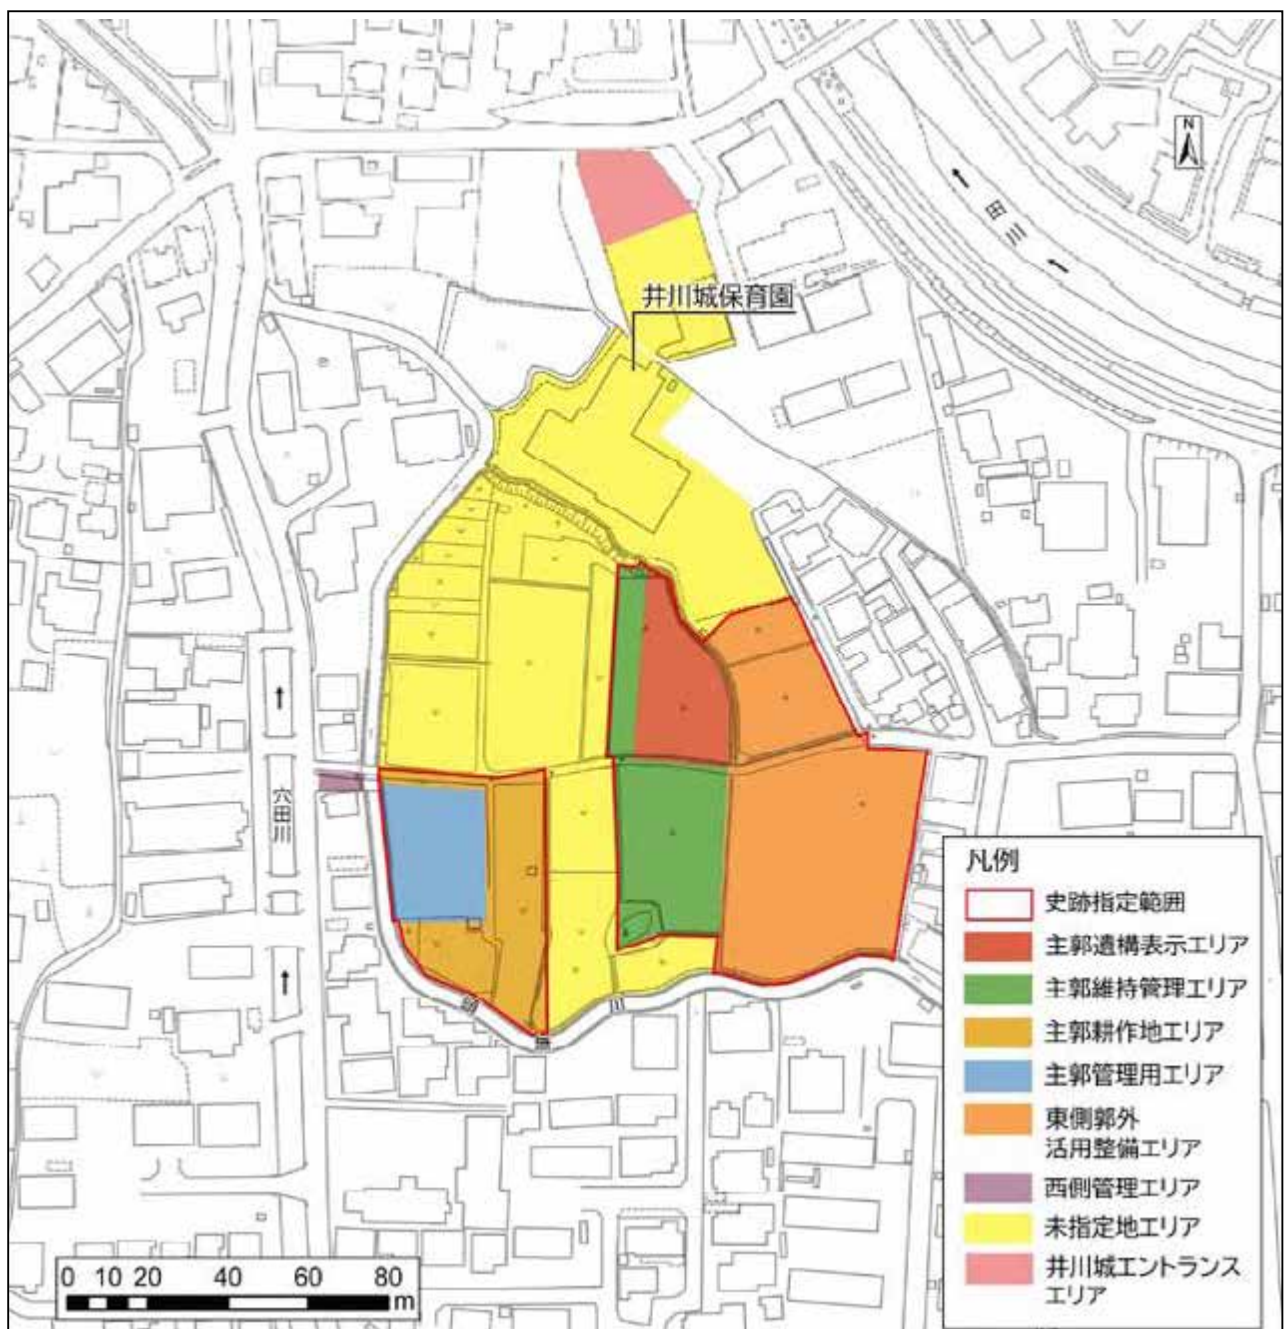 N
田川
井川城保育園
穴田川
頭
無
川
凡例
史跡指定範囲
主郭遺構表示エリア
主郭維持管理エリア
主郭耕作地エリア
主郭管理用エリア
東側郭外
活用整備エリア
西側管理エリア
未指定地エリア
井川城エントランス
エリア
0 10 20 40 60 80
m